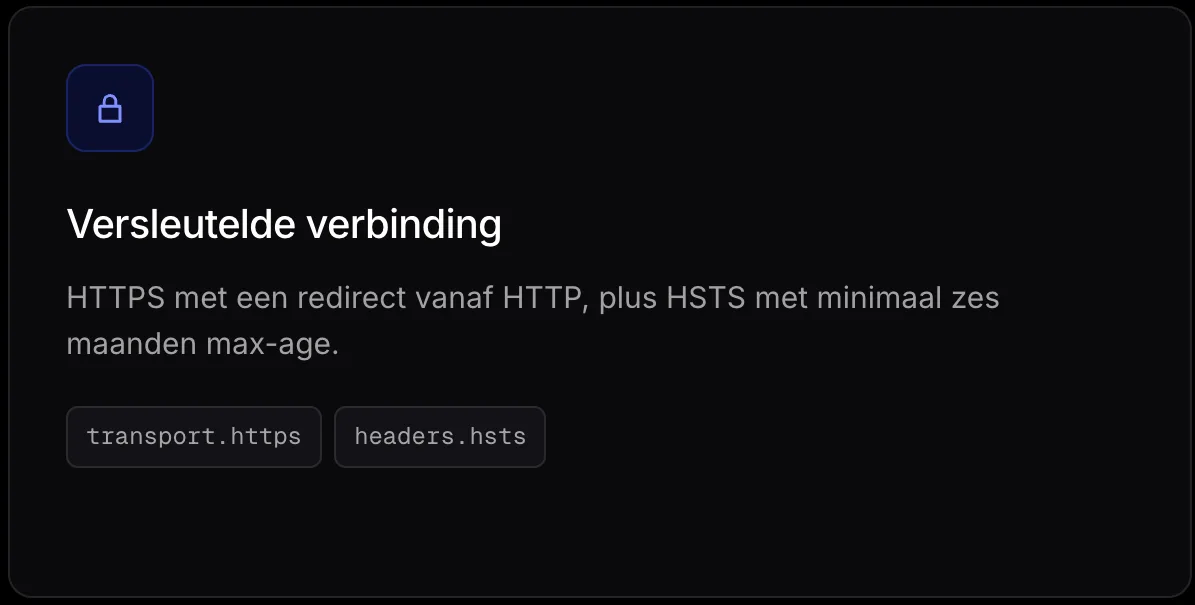 Versleutelde verbinding
HTTPS met een redirect vanaf HTTP, plus HSTS met minimaal zes
maanden max-age.
transport.https headers.hsts